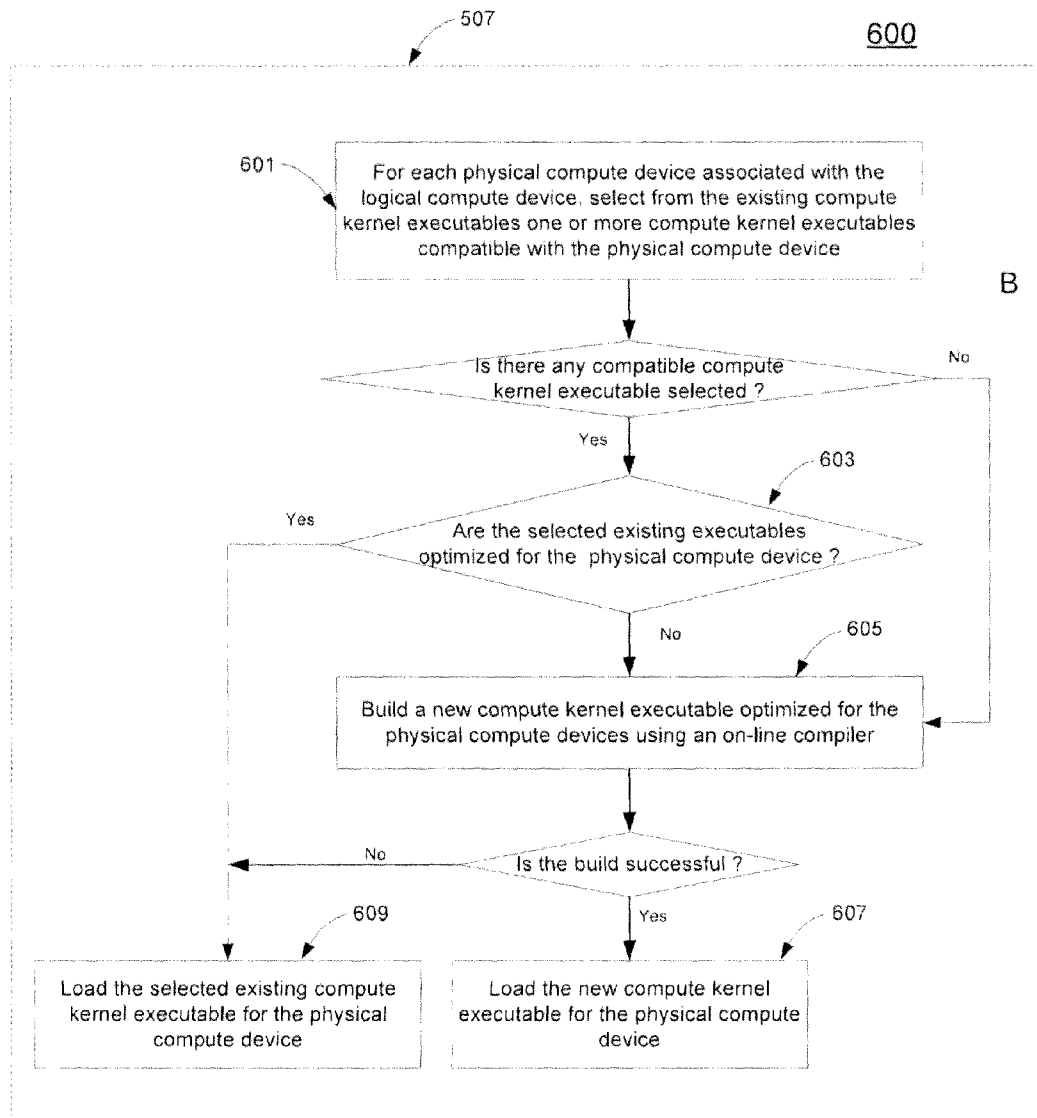 507
600
601
For each physical compute device associated with the
logical compute device, select from the existing compute
kernel executables one or more compute kernel executables
compatible with the physical compute device
B
Is there any compatible compute
kernel executable selected ?
No
Yes
603
Yes
Are the selected existing executables
optimized for the physical compute device ?
No
605
Build a new compute kernel executable optimized for the
physical compute devices using an on-line compiler
No
Is the build successful ?
609
Yes
607
Load the selected existing compute
kernel executable for the physical
compute device
Load the new compute kernel
executable for the physical compute
device